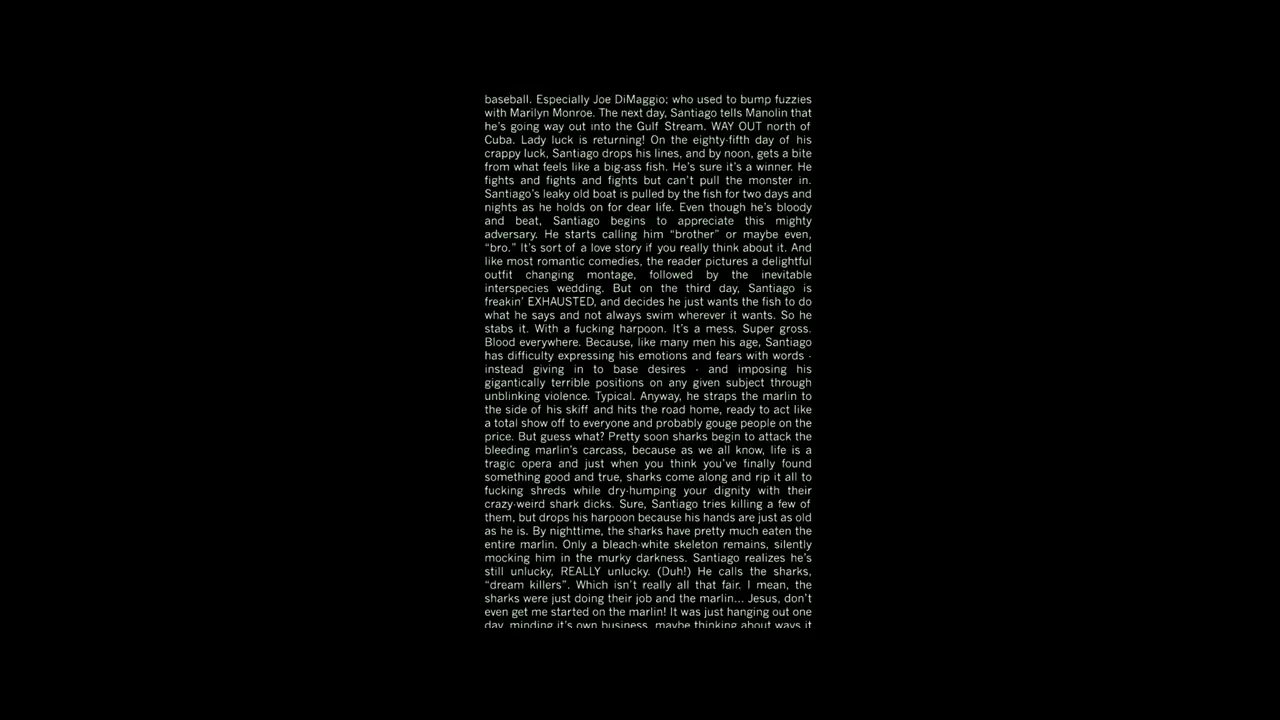 baseball. Especially Joe DiMaggio; who used to bump fuzzies
with Marilyn Monroe. The next day, Santiago tells Manolin that
he's going way out into the Gulf Stream. WAY OUT north of
Cuba. Lady luck is returning! On the eighty-fifth day of his
crappy luck, Santiago drops his lines, and by noon, gets a bite
from what feels like a big-ass fish. He's sure it's a winner. He
fights and fights and fights but can't pull the monster in.
Santiago's leaky old boat is pulled by the fish for two days and
nights as he holds on for dear life. Even though he's bloody
and beat, Santiago begins to appreciate this mighty
adversary. He starts calling him “brother” or maybe even,
“bro.” It's sort of a love story if you really think about it. And
like most romantic comedies, the reader pictures a delightful
outfit changing montage, followed by the inevitable
interspecies wedding. But on the third day, Santiago is
freakin' EXHAUSTED, and decides he just wants the fish to do
what he says and not always swim wherever it wants. So he
stabs it. With a fucking harpoon. It's a mess. Super gross.
Blood everywhere. Because, like many men his age, Santiago
has difficulty expressing his emotions and fears with words -
instead giving in to base desires - and imposing his
gigantically terrible positions on any given subject through
unblinking violence. Typical. Anyway, he straps the marlin to
the side of his skiff and hits the road home, ready to act like
a total show off to everyone and probably gouge people on the
price. But guess what? Pretty soon sharks begin to attack the
bleeding marlin's carcass, because as we all know, life is a
tragic opera and just when you think you've finally found
something good and true, sharks come along and rip it all to
fucking shreds while dry-humping your dignity with their
crazy-weird shark dicks. Sure, Santiago tries killing a few of
them, but drops his harpoon because his hands are just as old
as he is. By nighttime, the sharks have pretty much eaten the
entire marlin. Only a bleach-white skeleton remains, silently
mocking him in the murky darkness. Santiago realizes he's
still unlucky, REALLY unlucky. (Duh!) He calls the sharks,
“dream killers”. Which isn't really all that fair. I mean, the
sharks were just doing their job and the marlin... Jesus, don't
even get me started on the marlin! It was just hanging out one
day, minding it's own business, maybe thinking about ways it